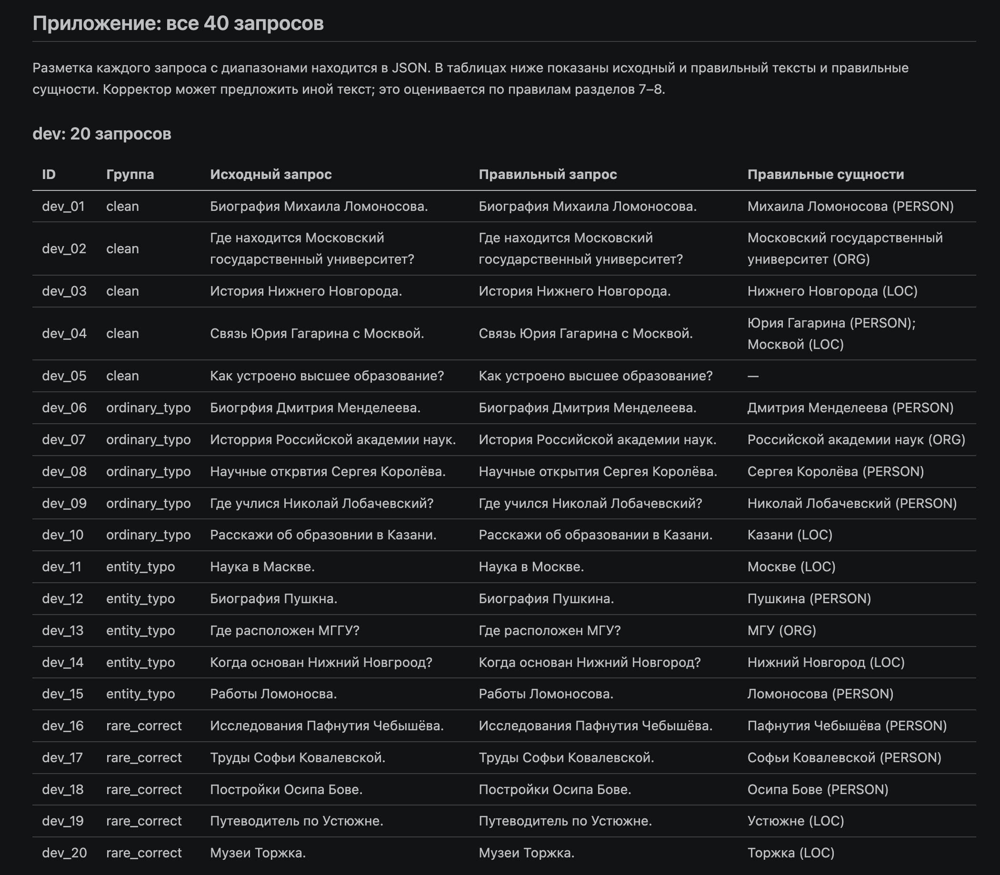 Приложение: все 40 запросов
Разметка каждого запроса с диапазонами находится в JSON. В таблицах ниже показаны исходный и правильный тексты и правильные
сущности. Корректор может предложить иной текст; это оценивается по правилам разделов 7–8.
dev: 20 запросов
ID Группа Исходный запрос Правильный запрос Правильные сущности
dev_01 clean Биография Михаила Ломоносова. Биография Михаила Ломоносова. Михаила Ломоносова (PERSON)
dev_02 clean Где находится Московский государственный университет? Где находится Московский государственный университет? Московский государственный университет (ORG)
dev_03 clean История Нижнего Новгорода. История Нижнего Новгорода. Нижнего Новгорода (LOC)
dev_04 clean Связь Юрия Гагарина с Москвой. Связь Юрия Гагарина с Москвой. Юрия Гагарина (PERSON); Москвой (LOC)
dev_05 clean Как устроено высшее образование? Как устроено высшее образование? —
dev_06 ordinary_typo Биогрфия Дмитрия Менделеева. Биография Дмитрия Менделеева. Дмитрия Менделеева (PERSON)
dev_07 ordinary_typo Исторрия Российской академии наук. История Российской академии наук. Российской академии наук (ORG)
dev_08 ordinary_typo Научные открвтия Сергея Королёва. Научные открытия Сергея Королёва. Сергея Королёва (PERSON)
dev_09 ordinary_typo Где учлися Николай Лобачевский? Где учился Николай Лобачевский? Николай Лобачевский (PERSON)
dev_10 ordinary_typo Расскажи об образовнии в Казани. Расскажи об образовании в Казани. Казани (LOC)
dev_11 entity_typo Наука в Маскве. Наука в Москве. Москве (LOC)
dev_12 entity_typo Биография Пушкна. Биография Пушкина. Пушкина (PERSON)
dev_13 entity_typo Где расположен МГГУ? Где расположен МГУ? МГУ (ORG)
dev_14 entity_typo Когда основан Нижний Новгроод? Когда основан Нижний Новгород? Нижний Новгород (LOC)
dev_15 entity_typo Работы Ломоносва. Работы Ломоносова. Ломоносова (PERSON)
dev_16 rare_correct Исследования Пафнутия Чебышёва. Исследования Пафнутия Чебышёва. Пафнутия Чебышёва (PERSON)
dev_17 rare_correct Труды Софьи Ковалевской. Труды Софьи Ковалевской. Софьи Ковалевской (PERSON)
dev_18 rare_correct Постройки Осипа Бове. Постройки Осипа Бове. Осипа Бове (PERSON)
dev_19 rare_correct Путеводитель по Устюжне. Путеводитель по Устюжне. Устюжне (LOC)
dev_20 rare_correct Музеи Торжка. Музеи Торжка. Торжка (LOC)